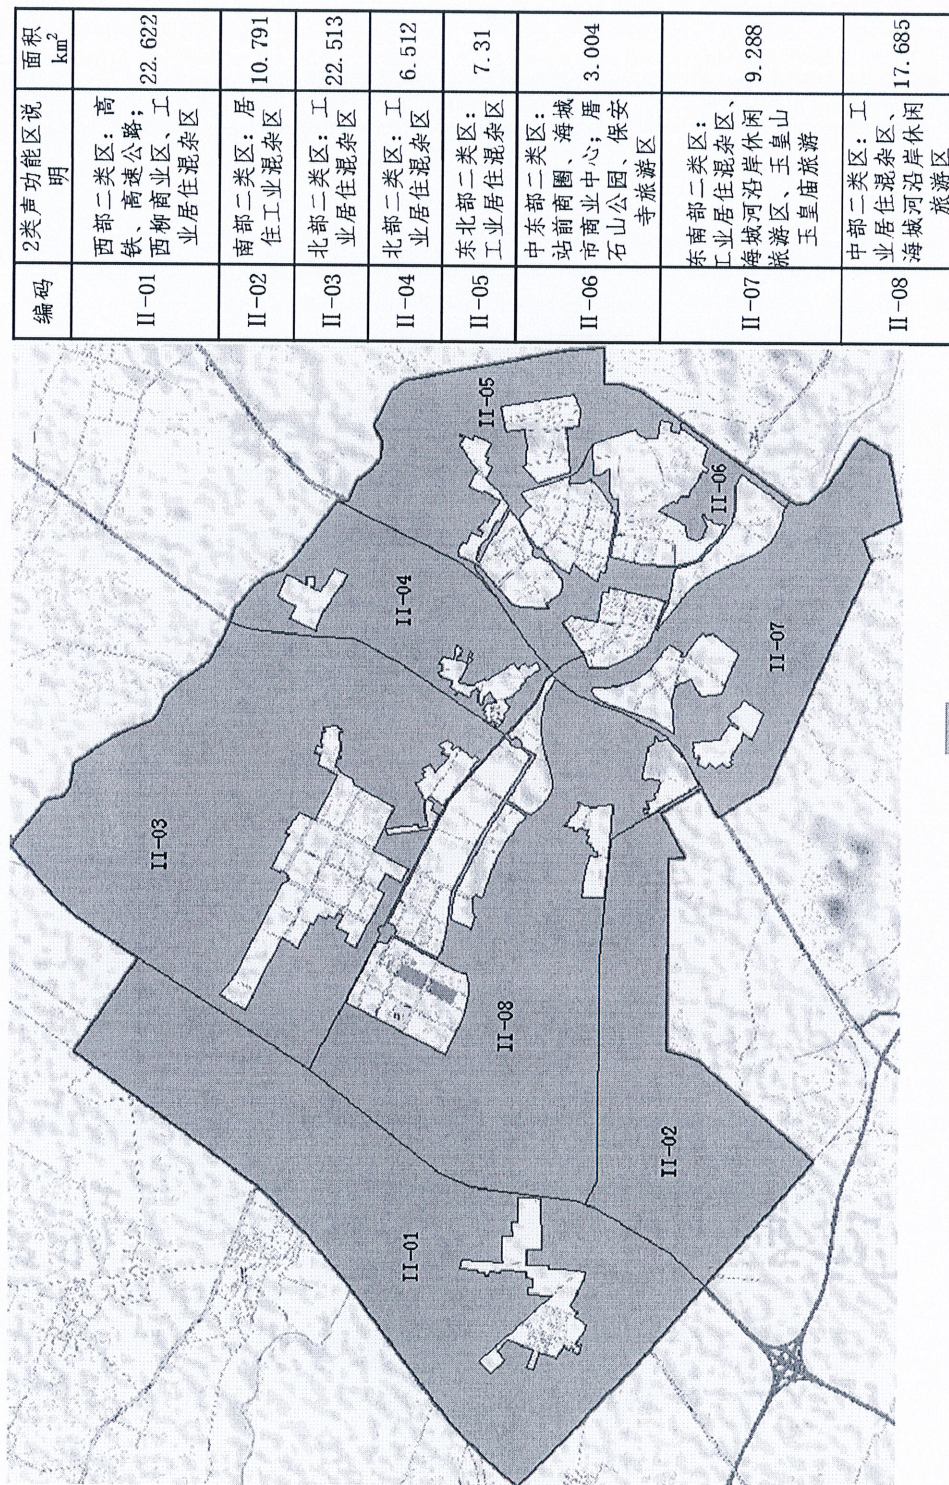 编码
2类声功能区说
明
面积
km²
II-01
西部二类区：高
铁、高速公路；
西柳商业区、工
业居住混杂区
22.622
II-02
南部二类区：居
住工业混杂区
10.791
II-03
北部二类区：工
业居住混杂区
22.513
II-04
北部二类区：工
业居住混杂区
6.512
II-05
东北部二类区：
工业居住混杂区
7.31
II-06
中东部二类区：
站前商圈、海城
市商业中心；厝
石山公园、保安
寺旅游区
3.004
II-07
东南部二类区：
工业居住混杂区、
海城河沿岸休闲
旅游区、玉皇山
玉皇庙旅游
9.288
II-08
中部二类区：工
业居住混杂区、
海城河沿岸休闲
旅游区
17.685
II-03
II-04
II-05
II-06
II-07
II-08
II-01
II-02